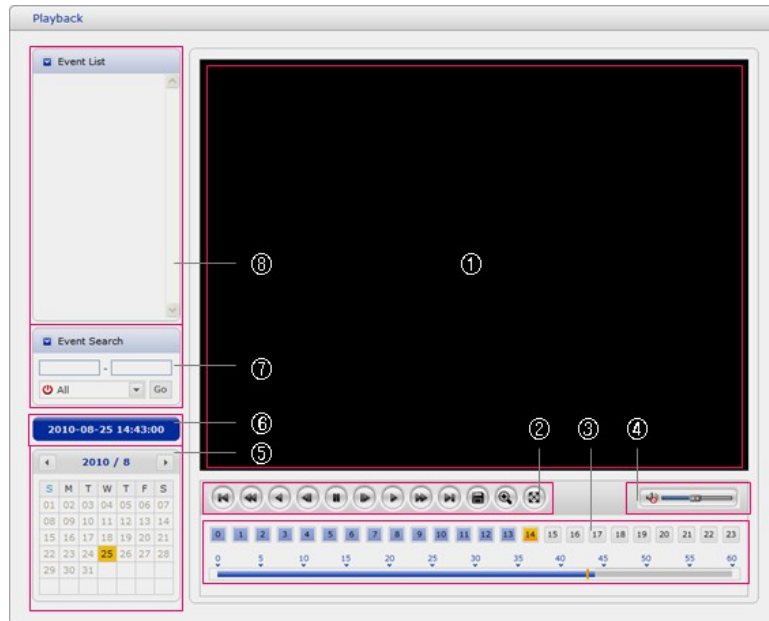 Playback
Event List
⑧
①
Event Search
-
⑦
All
Go
2010-08-25 14:43:00
⑥
② ③ ④
⑤
2010 / 8
S M T W T F S
01 02 03 04 05 06 07
08 09 10 11 12 13 14
15 16 17 18 19 20 21
22 23 24 25 26 27 28
29 30 31
0 1 2 3 4 5 6 7 8 9 10 11 12 13 14 15 16 17 18 19 20 21 22 23
0 5 10 15 20 25 30 35 40 45 50 55 60